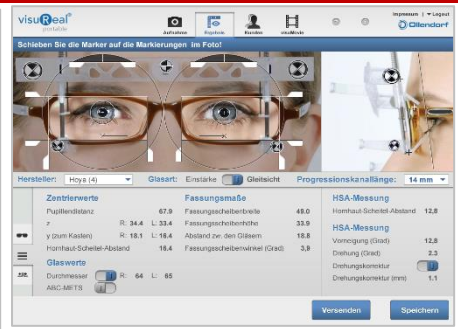 visuReal
portable
Aufnahme
Ergebnis
Kunden
visuMovie
Impressum | Logout
Ollendorf
Schieben Sie die Marker auf die Markierungen im Foto!
Hersteller: Hoya (4) Glasart: Einstärke Gleitsicht Progressionskanallänge: 14 mm
Zentrierwerte
Pupillendistanz 67.9
z R: 34.4 L: 33.4
y (zum Kasten) R: 18.1 L: 18.4
Hornhaut-Scheitel-Abstand 16.4
Glaswerte
Durchmesser R: 64 L: 65
ABC-METS
Fassungsmaße
Fassungsscheibenbreite 49.0
Fassungsscheibenhöhe 33.9
Abstand zw. den Gläsern 18.8
Fassungsscheibenwinkel (Grad) 3,9
HSA-Messung
Hornhaut-Scheitel-Abstand 12,8
HSA-Messung
Vorneigung (Grad) 12,8
Drehung (Grad) 2.3
Drehungskorrektur
Drehungskorrektur (mm) 1.1
Versenden
Speichern